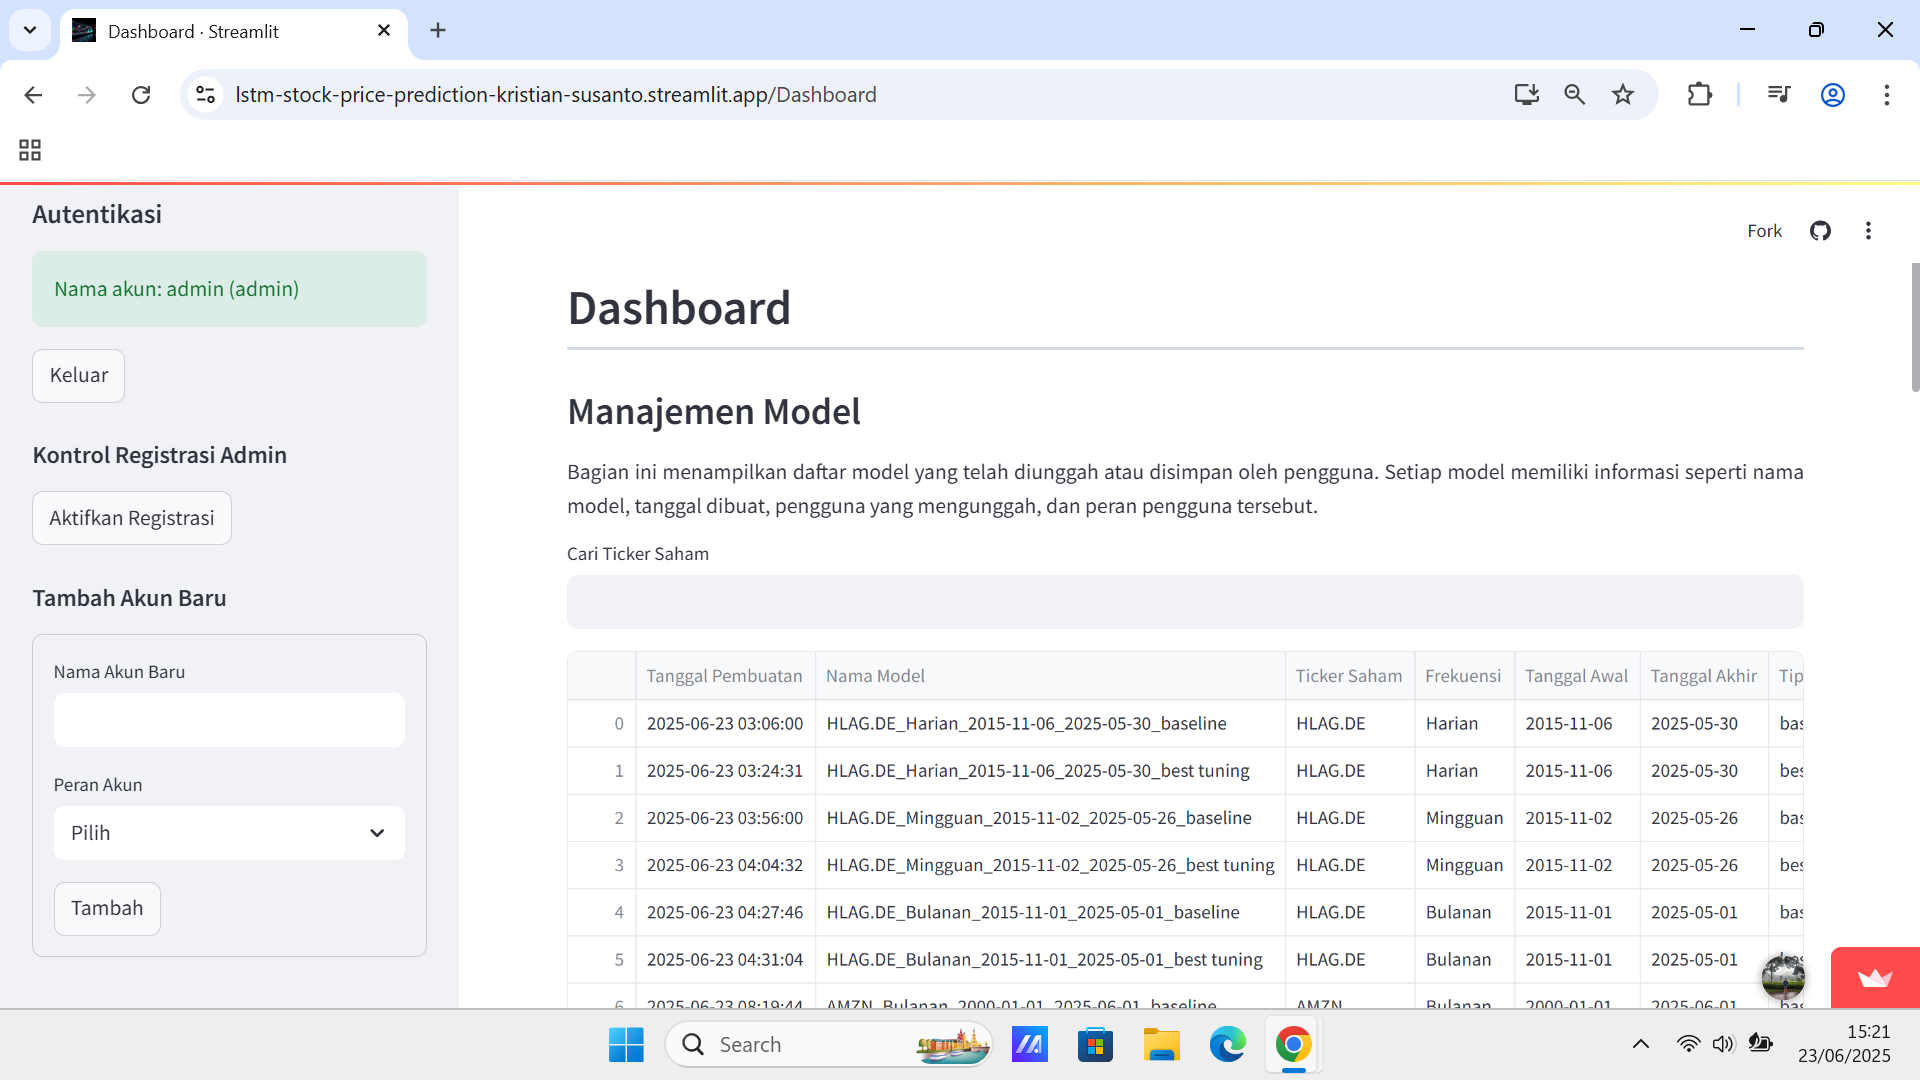 Dashboard · Streamlit
lstm-stock-price-prediction-kristian-susanto.streamlit.app/Dashboard
Autentikasi
Nama akun: admin (admin)
Keluar
Kontrol Registrasi Admin
Aktifkan Registrasi
Tambah Akun Baru
Nama Akun Baru
Peran Akun
Pilih
Tambah
Fork
Dashboard
Manajemen Model
Bagian ini menampilkan daftar model yang telah diunggah atau disimpan oleh pengguna. Setiap model memiliki informasi seperti nama
model, tanggal dibuat, pengguna yang mengunggah, dan peran pengguna tersebut.
Cari Ticker Saham
Tanggal Pembuatan Nama Model Ticker Saham Frekuensi Tanggal Awal Tanggal Akhir Tip
0 2025-06-23 03:06:00 HLAG.DE_Harian_2015-11-06_2025-05-30_baseline HLAG.DE Harian 2015-11-06 2025-05-30 bas
1 2025-06-23 03:24:31 HLAG.DE_Harian_2015-11-06_2025-05-30_best tuning HLAG.DE Harian 2015-11-06 2025-05-30 bes
2 2025-06-23 03:56:00 HLAG.DE_Mingguan_2015-11-02_2025-05-26_baseline HLAG.DE Mingguan 2015-11-02 2025-05-26 bas
3 2025-06-23 04:04:32 HLAG.DE_Mingguan_2015-11-02_2025-05-26_best tuning HLAG.DE Mingguan 2015-11-02 2025-05-26 bes
4 2025-06-23 04:27:46 HLAG.DE_Bulanan_2015-11-01_2025-05-01_baseline HLAG.DE Bulanan 2015-11-01 2025-05-01 bas
5 2025-06-23 04:31:04 HLAG.DE_Bulanan_2015-11-01_2025-05-01_best tuning HLAG.DE Bulanan 2015-11-01 2025-05-01
6 2025-06-23 08:19:44 AMZN_Bulanan_2000-01-01_2025-06-01_baseline AMZN Bulanan 2000-01-01 2025-06-01 bas
Search
15:21
23/06/2025